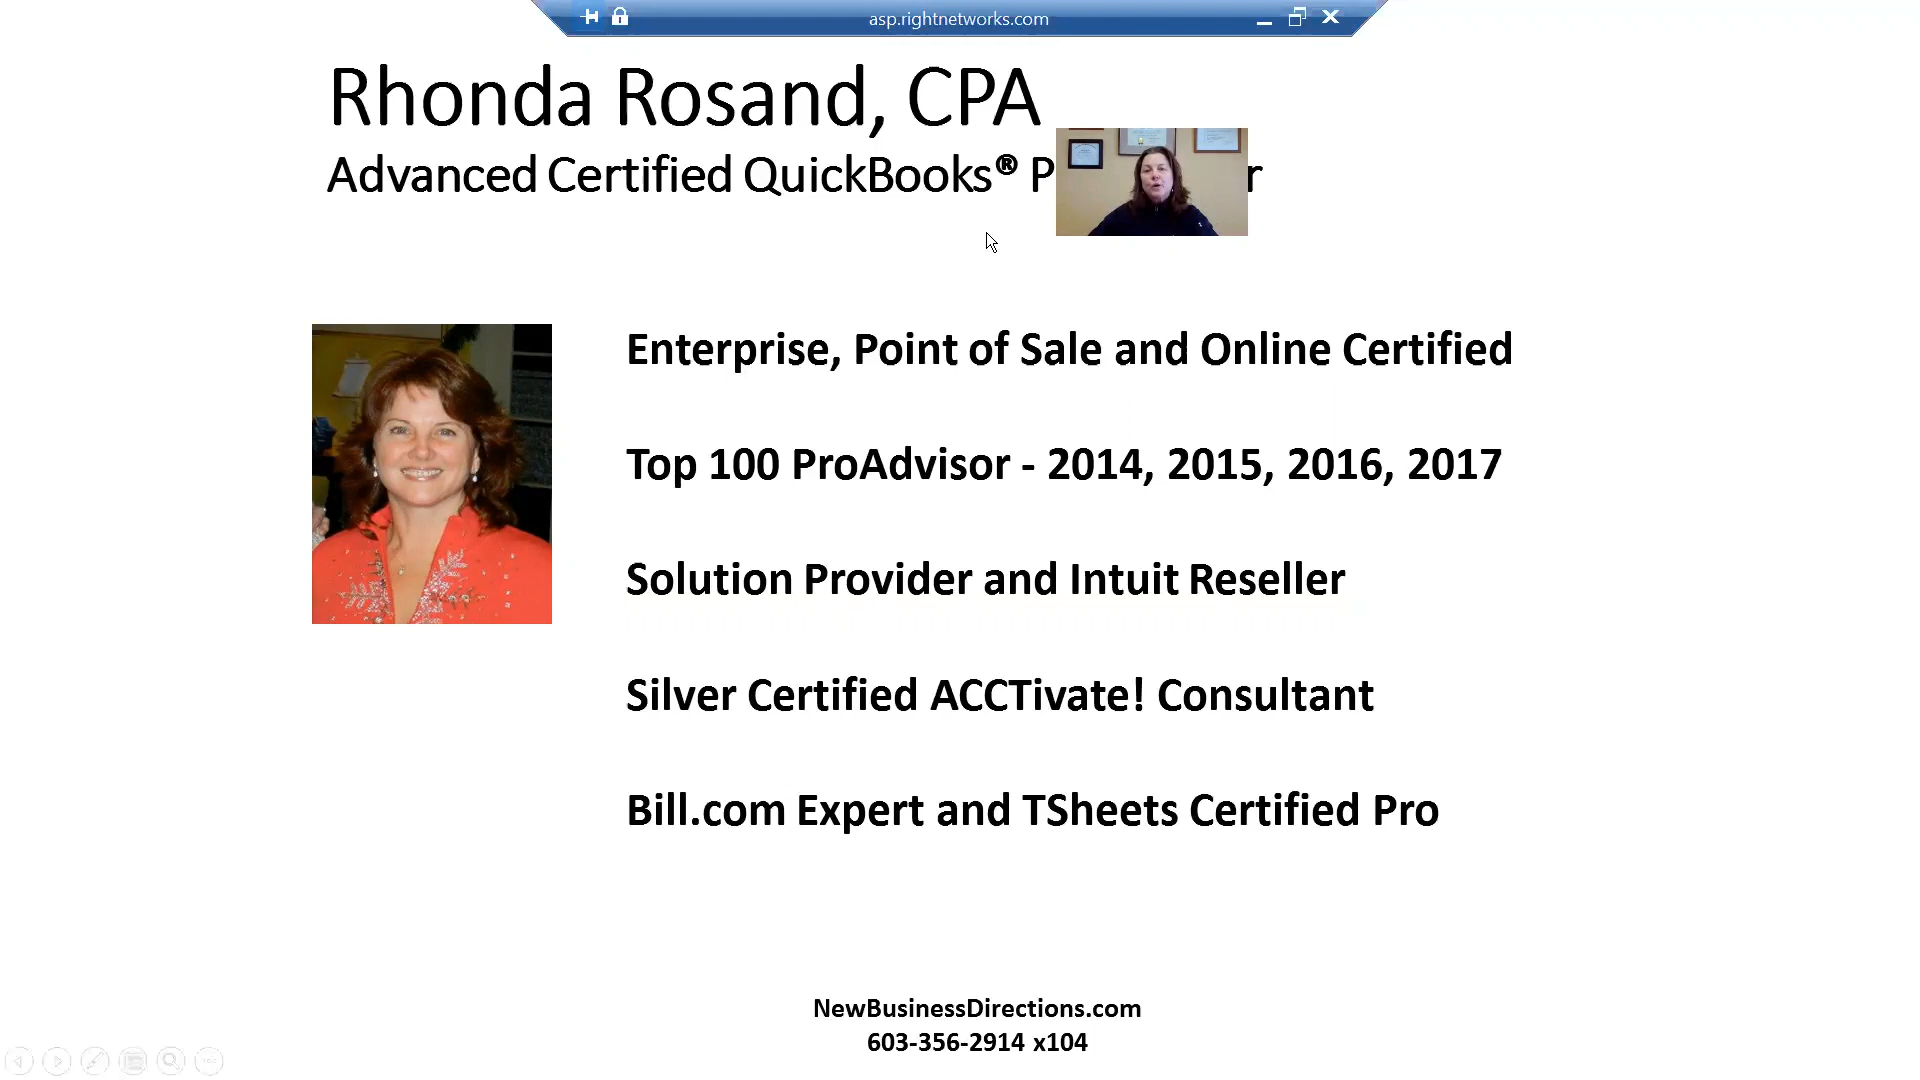 asp.rightnetworks.com
Rhonda Rosand, CPA
Advanced Certified QuickBooks®
Enterprise, Point of Sale and Online Certified
Top 100 ProAdvisor - 2014, 2015, 2016, 2017
Solution Provider and Intuit Reseller
Silver Certified ACCTivate! Consultant
Bill.com Expert and TSheets Certified Pro
NewBusinessDirections.com
603-356-2914 x104